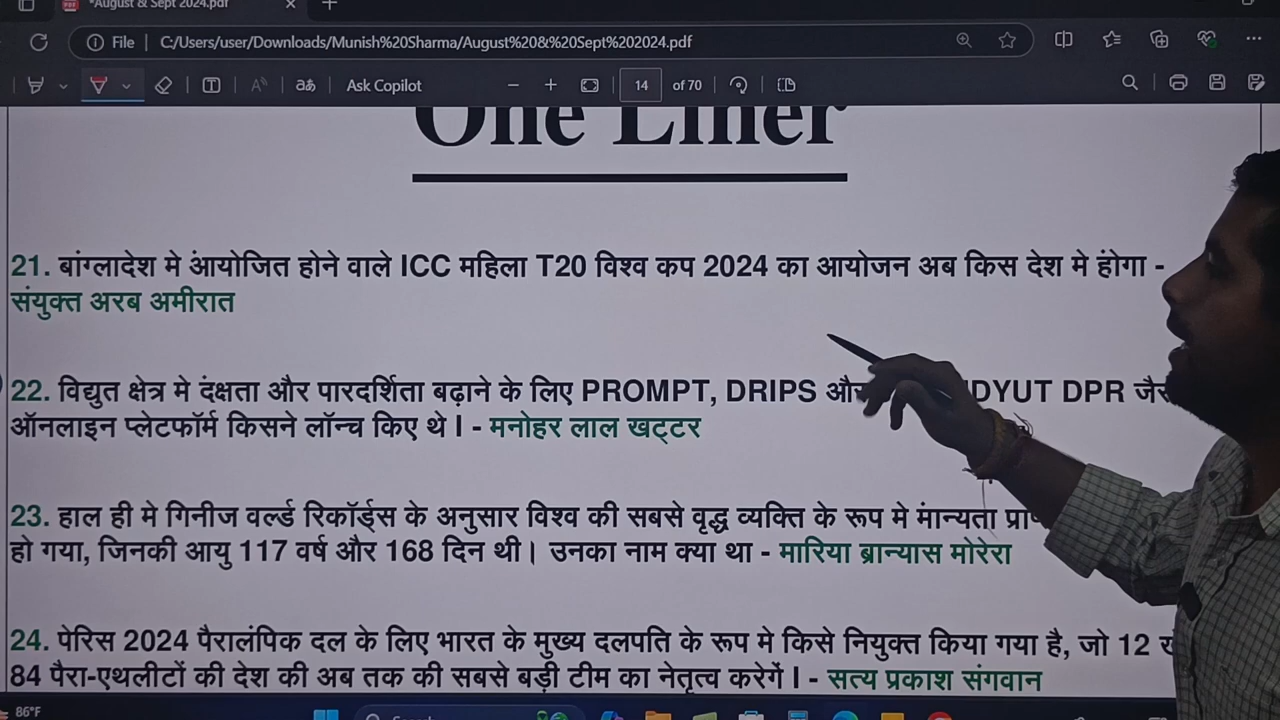 *August & Sept 2024.pdf
File
C:/Users/user/Downloads/Munish%20Sharma/August%20&%20Sept%202024.pdf
Ask Copilot
14 of 70
One Liner
21. बांग्लादेश मे आंयोजित होने वाले ICC महिला T20 विश्व कप 2024 का आयोजन अब किस देश मे हंोगा -
संयुक्त अरब अमीरात
22. विद्युत क्षेत्र मे दंक्षता और पारदर्शिता बढ़ाने के लिए PROMPT, DRIPS और DYUT DPR
ऑनलाइन प्लेटफॉर्म किसने लॉन्च किए थे I - मनोहर लाल खट्टर
23. हाल ही मे गिनीज वर्ल्ड रिकॉर्ड्स के अनुसार विश्व की सबसे वृद्ध व्यक्ति के रूप मे मंान्यता
हो गया, जिनकी आयु 117 वर्ष और 168 दिन थी। उनका नाम क्या था - मारिया ब्रान्यास मोरेरा
24. पेरिस 2024 पैरालंपिक दल के लिए भारत के मुख्य दलपति के रूप मे किसे नियुक्त किया गया है, जो 12
84 पैरा-एथलीटों की देश की अब तक की सबसे बड़ी टीम का नेतृत्व करेगें I - सत्य प्रकाश संगवान
86°F